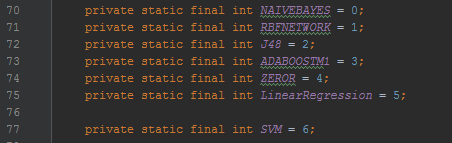 70 private static final int NAIVEBAYES = 0;
71 private static final int RBFNETWORK = 1;
72 private static final int J48 = 2;
73 private static final int ADABOOSTM1 = 3;
74 private static final int ZEROR = 4;
75 private static final int LinearRegression = 5;
76
77 private static final int SVM = 6;